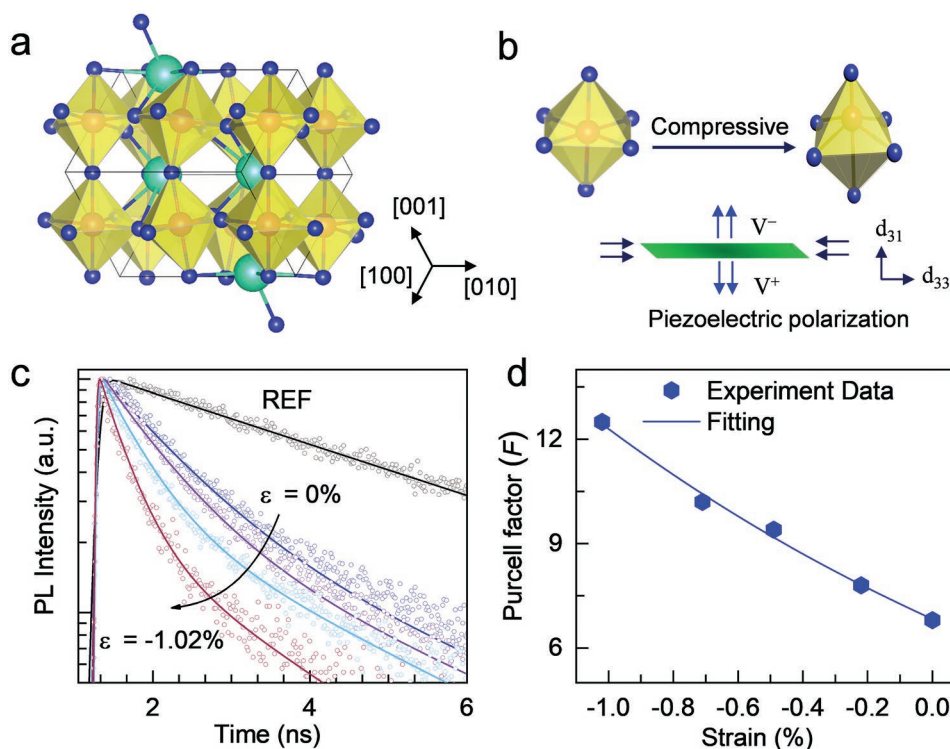 a
[001]
[100]
[010]
b
Compressive
V⁻
V⁺
d₃₁
d₃₃
Piezoelectric polarization
c
REF
ε = 0%
ε = -1.02%
PL Intensity (a.u.)
2
4
6
Time (ns)
d
Experiment Data
Fitting
12
9
6
Purcell factor (F)
-1.0
-0.8
-0.6
-0.4
-0.2
0.0
Strain (%)